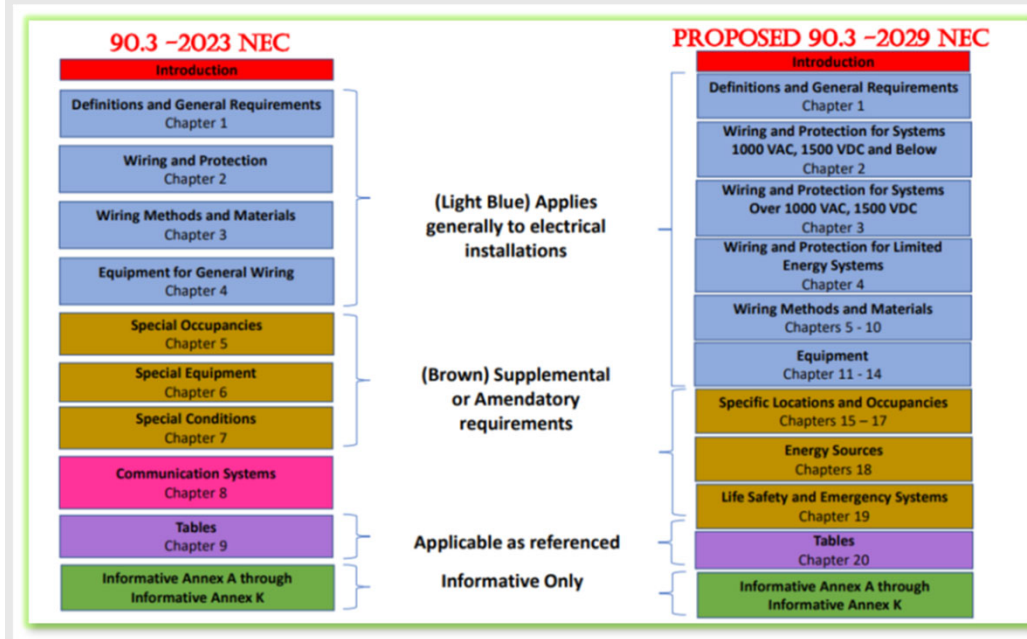 90.3 –2023 NEC
Introduction
Definitions and General Requirements
Chapter 1
Wiring and Protection
Chapter 2
Wiring Methods and Materials
Chapter 3
Equipment for General Wiring
Chapter 4
Special Occupancies
Chapter 5
Special Equipment
Chapter 6
Special Conditions
Chapter 7
Communication Systems
Chapter 8
Tables
Chapter 9
Informative Annex A through
Informative Annex K
(Light Blue) Applies
generally to electrical
installations
(Brown) Supplemental
or Amendatory
requirements
Applicable as referenced
Informative Only
PROPOSED 90.3 –2029 NEC
Introduction
Definitions and General Requirements
Chapter 1
Wiring and Protection for Systems
1000 VAC, 1500 VDC and Below
Chapter 2
Wiring and Protection for Systems
Over 1000 VAC, 1500 VDC
Chapter 3
Wiring and Protection for Limited
Energy Systems
Chapter 4
Wiring Methods and Materials
Chapters 5 - 10
Equipment
Chapter 11 - 14
Specific Locations and Occupancies
Chapters 15 – 17
Energy Sources
Chapters 18
Life Safety and Emergency Systems
Chapter 19
Tables
Chapter 20
Informative Annex A through
Informative Annex K